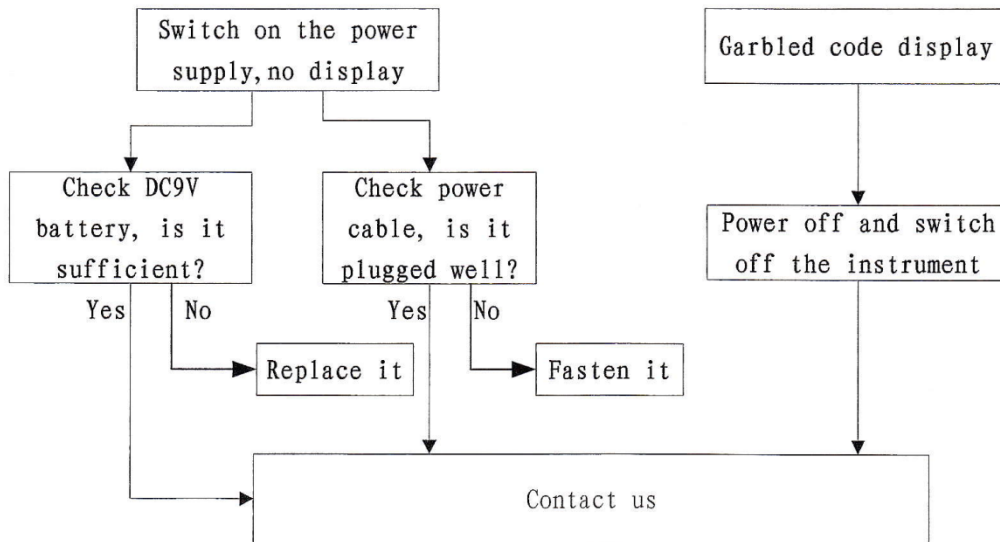 Switch on the power
supply,no display
Garbled code display
Check DC9V
battery, is it
sufficient?
Check power
cable, is it
plugged well?
Power off and switch
off the instrument
Yes
No
Yes
No
Replace it
Fasten it
Contact us